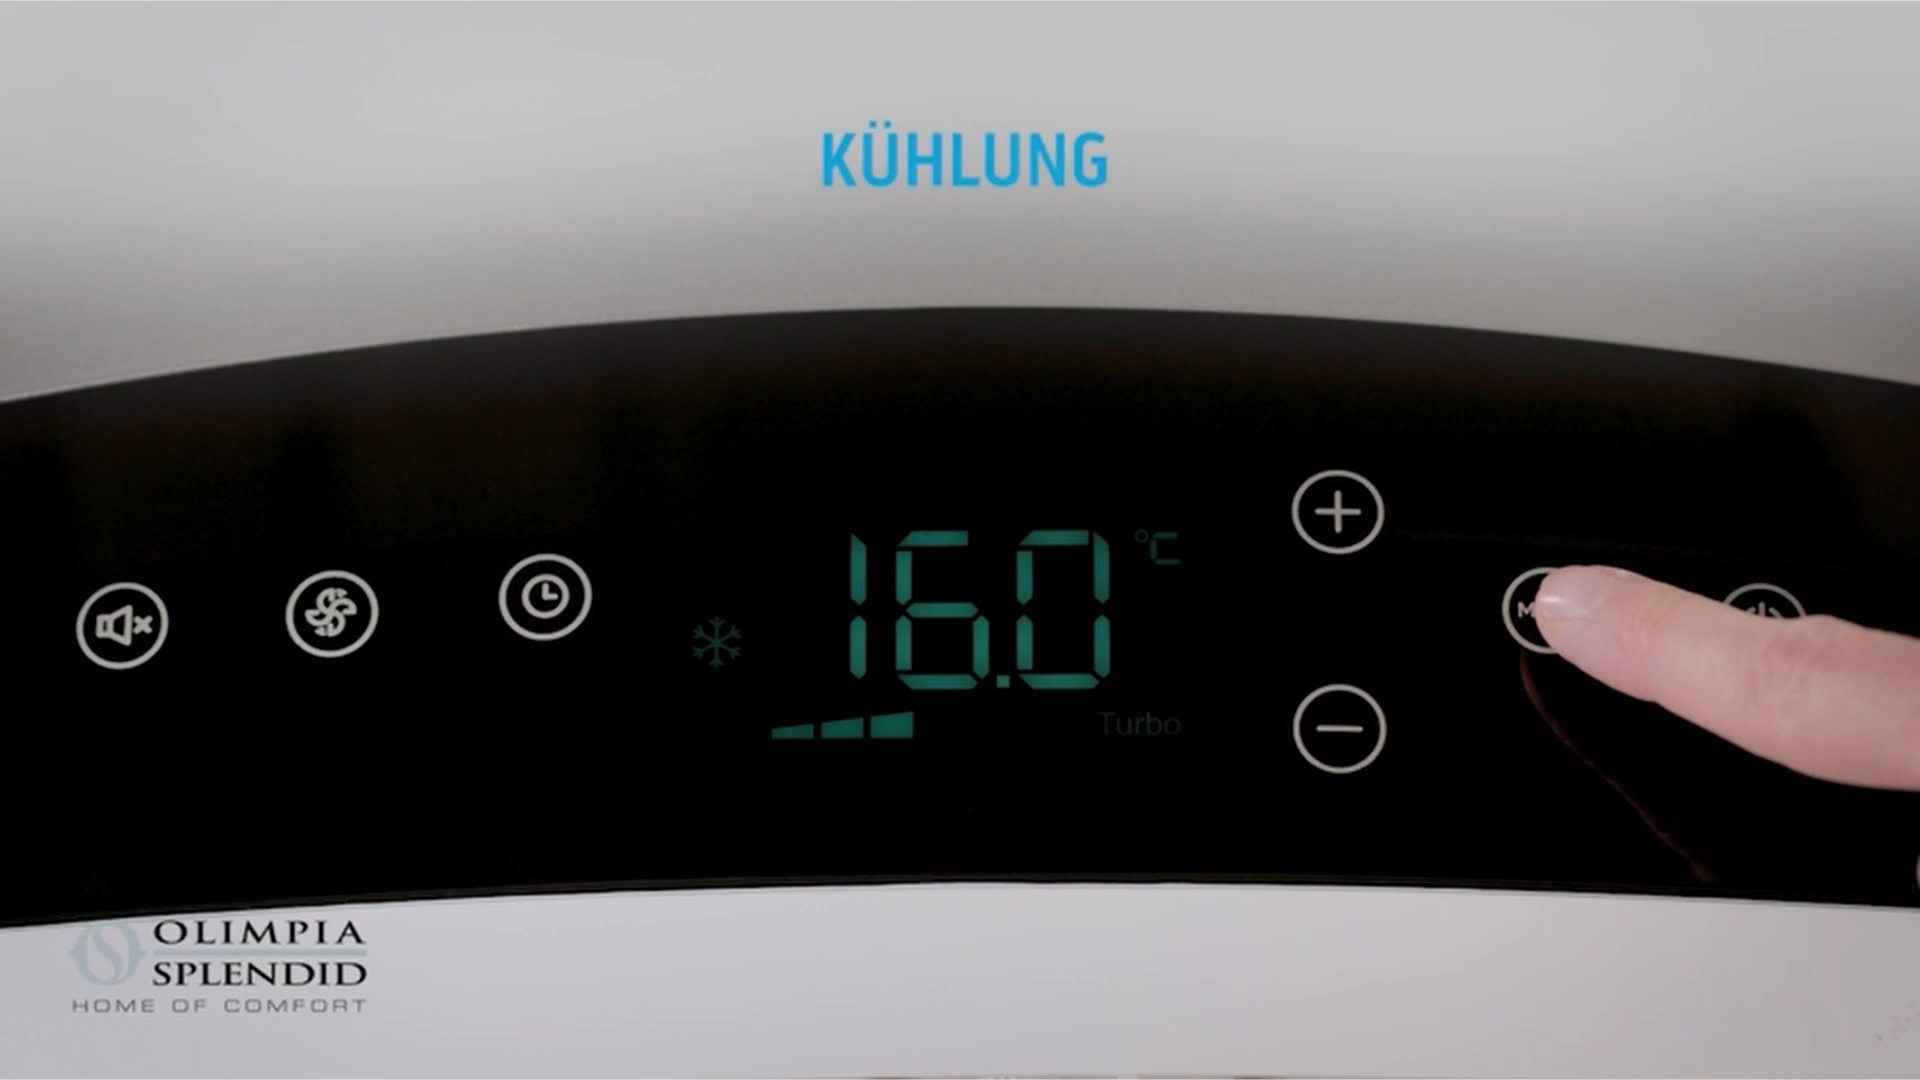 KÜHLUNG
16.0 °C
Turbo
OLIMPIA
SPLENDID
HOME OF COMFORT